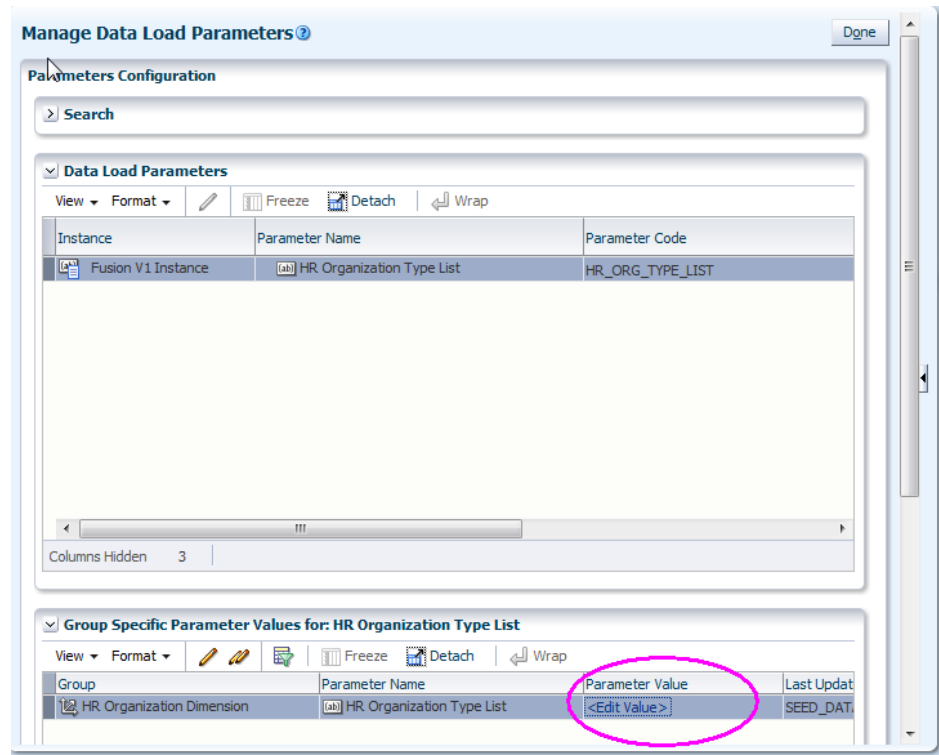 Manage Data Load Parameters
Done
Parameters Configuration
Search
Data Load Parameters
View Format Freeze Detach Wrap
Instance Parameter Name Parameter Code
Fusion V1 Instance HR Organization Type List HR_ORG_TYPE_LIST
Columns Hidden 3
Group Specific Parameter Values for: HR Organization Type List
View Format Freeze Detach Wrap
Group Parameter Name Parameter Value Last Updat
HR Organization Dimension HR Organization Type List <Edit Value> SEED_DAT